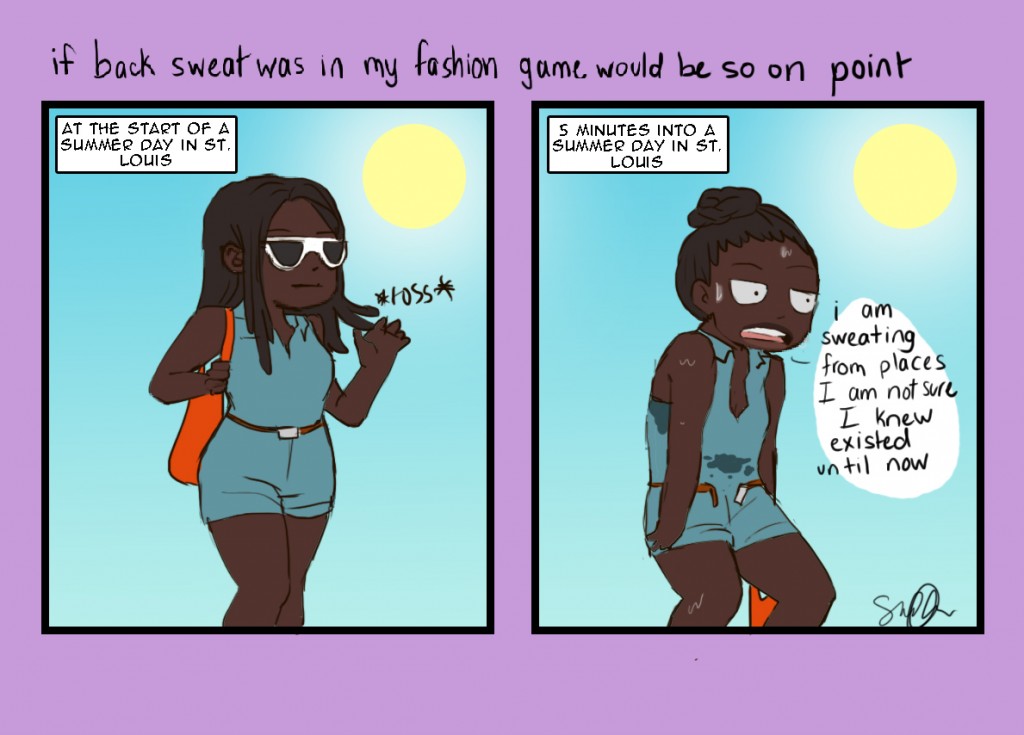 if back sweat was in my fashion game would be so on point
AT THE START OF A
SUMMER DAY IN ST.
LOUIS
*ross*
5 MINUTES INTO A
SUMMER DAY IN ST.
LOUIS
i am
sweating
from places
I am not sure
I knew
existed
until now